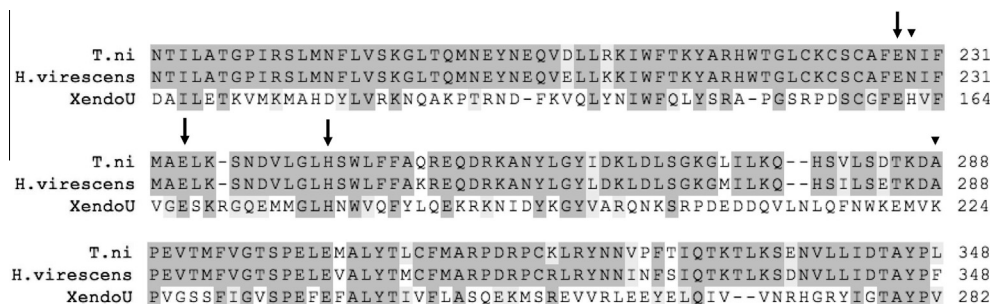 T.ni NTILATGPIRSLMNFLVSKGLTQMNEYNEQVDLLRKIWFTKYARHWTGLCKCSCAFENIF 231
H.virescens NTILATGPIRSLMNFLVSKGLTQMNEYNEQVELLKKIWFTKYARHWTGLCKCSCAFENIF 231
XendoU DAILETKVMKMAHDYLVRKNQAKPTRND-FKVQLYNIWFQLYSRA-PGSRPDSCGFEHVF 164
T.ni MAELK-SNDVLGLHSWLFFAQREQDRKANYLGYIDKLDLSGKGLILKQ--HSVLSDTKDA 288
H.virescens MAELK-SNDVLGLHSWLFFAKREQDRKANYLGYLDKLDLSGKGMILKQ--HSILSETKDA 288
XendoU VGESKRGQEMMGLHNWVQFYLQEKRKNIDYKGYVARQNKSRPDEDDQVLNLQFNWKEMVK 224
T.ni PEVTMFVGTSPELEMALYTLCFMARPDRPCKLRYNNVPFTIQTKTLKSENVLLIDTAYPL 348
H.virescens PEVTMFVGTSPELEVALYTMCFMARPDRPCRLRYNNINFSIQTKTLKSDNVLLIDTAYPF 348
XendoU PVGSSFIGVSPEFEFALYTIVFLASQEKMSREVVRLEEYELQIV--VNRHGRYIGTAYPV 282